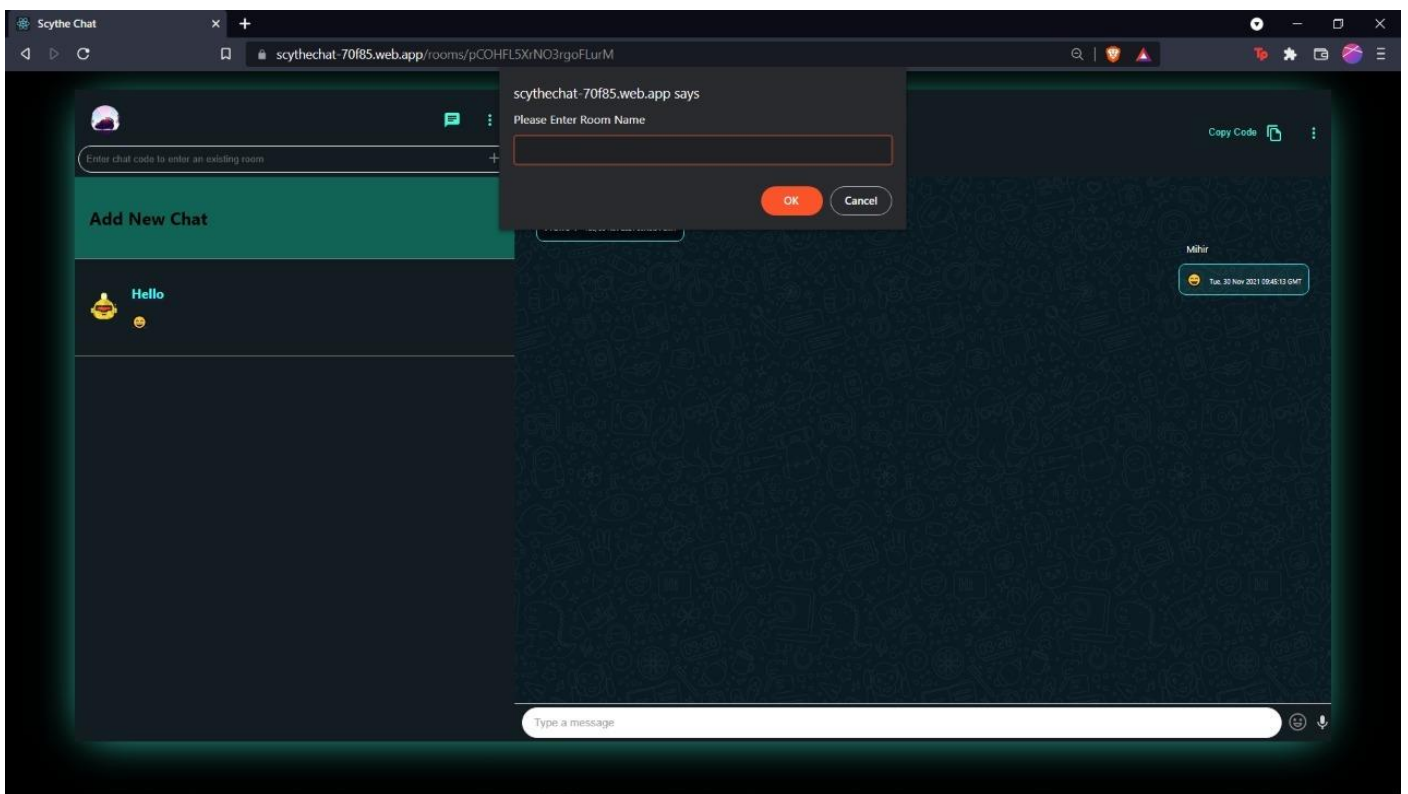 Scythe Chat
scythechat-70f85.web.app/rooms/pCOHFL5XrNO3rgoFLurM
scythechat-70f85.web.app says
Please Enter Room Name
OK
Cancel
Copy Code
Enter chat code to enter an existing room
Add New Chat
Hello
Mihir
Tue, 30 Nov 2021 09:45:13 GMT
Type a message